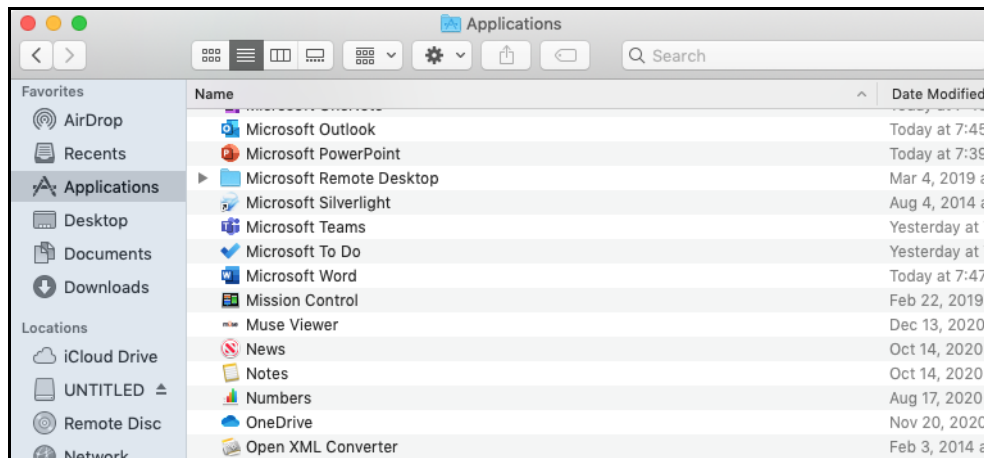 Applications
Search
Favorites
AirDrop
Recents
Applications
Desktop
Documents
Downloads
Locations
iCloud Drive
UNTITLED
Remote Disc
Network
Name Date Modified
Microsoft Outlook Today at 7:45
Microsoft PowerPoint Today at 7:39
Microsoft Remote Desktop Mar 4, 2019
Microsoft Silverlight Aug 4, 2014
Microsoft Teams Yesterday at
Microsoft To Do Yesterday at
Microsoft Word Today at 7:47
Mission Control Feb 22, 2019
Muse Viewer Dec 13, 2020
News Oct 14, 2020
Notes Oct 14, 2020
Numbers Aug 17, 2020
OneDrive Nov 20, 2020
Open XML Converter Feb 3, 2014